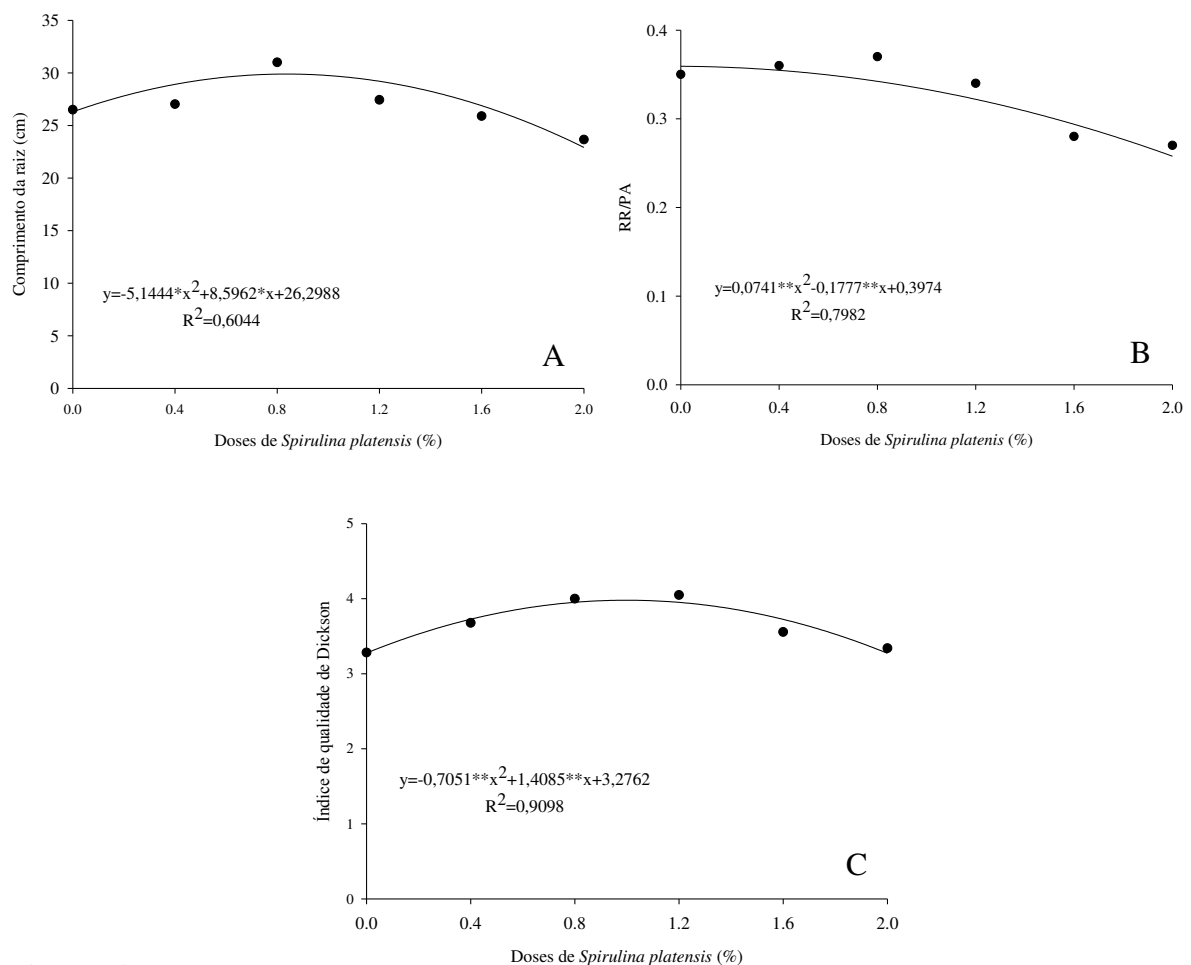 35
30
25
20
15
10
5
0
Comprimento da raiz (cm)
y=-5,1444*x2+8,5962*x+26,2988
R2=0,6044
A
0.0 0.4 0.8 1.2 1.6 2.0
Doses de Spirulina platensis (%)
0.4
0.3
0.2
0.1
0.0
RR/PA
y=0,0741**x2-0,1777**x+0,3974
R2=0,7982
B
0.0 0.4 0.8 1.2 1.6 2.0
Doses de Spirulina platenis (%)
5
4
3
2
1
0
Índice de qualidade de Dickson
y=-0,7051**x2+1,4085**x+3,2762
R2=0,9098
C
0.0 0.4 0.8 1.2 1.6 2.0
Doses de Spirulina platensis (%)